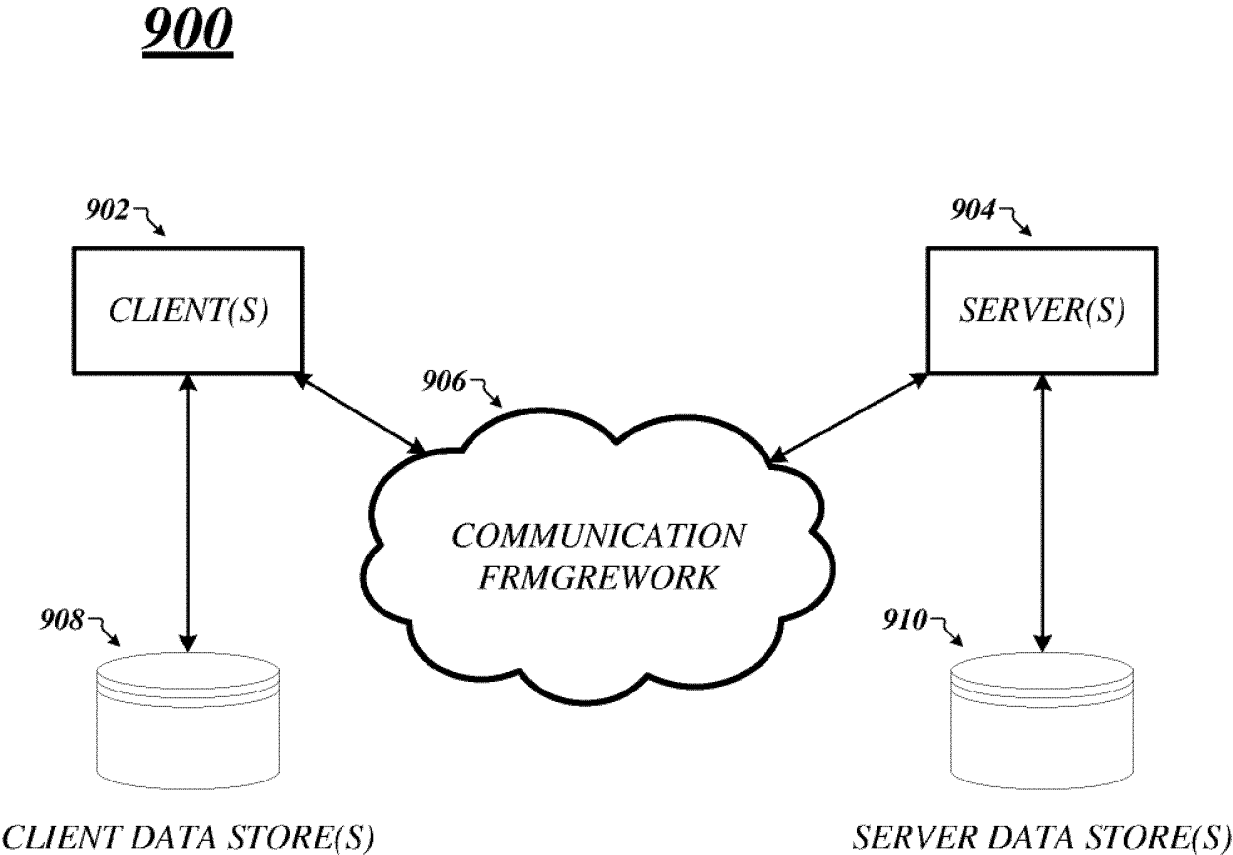 900
902
904
CLIENT(S)
SERVER(S)
906
COMMUNICATION
FRMGREWORK
908
910
CLIENT DATA STORE(S)
SERVER DATA STORE(S)